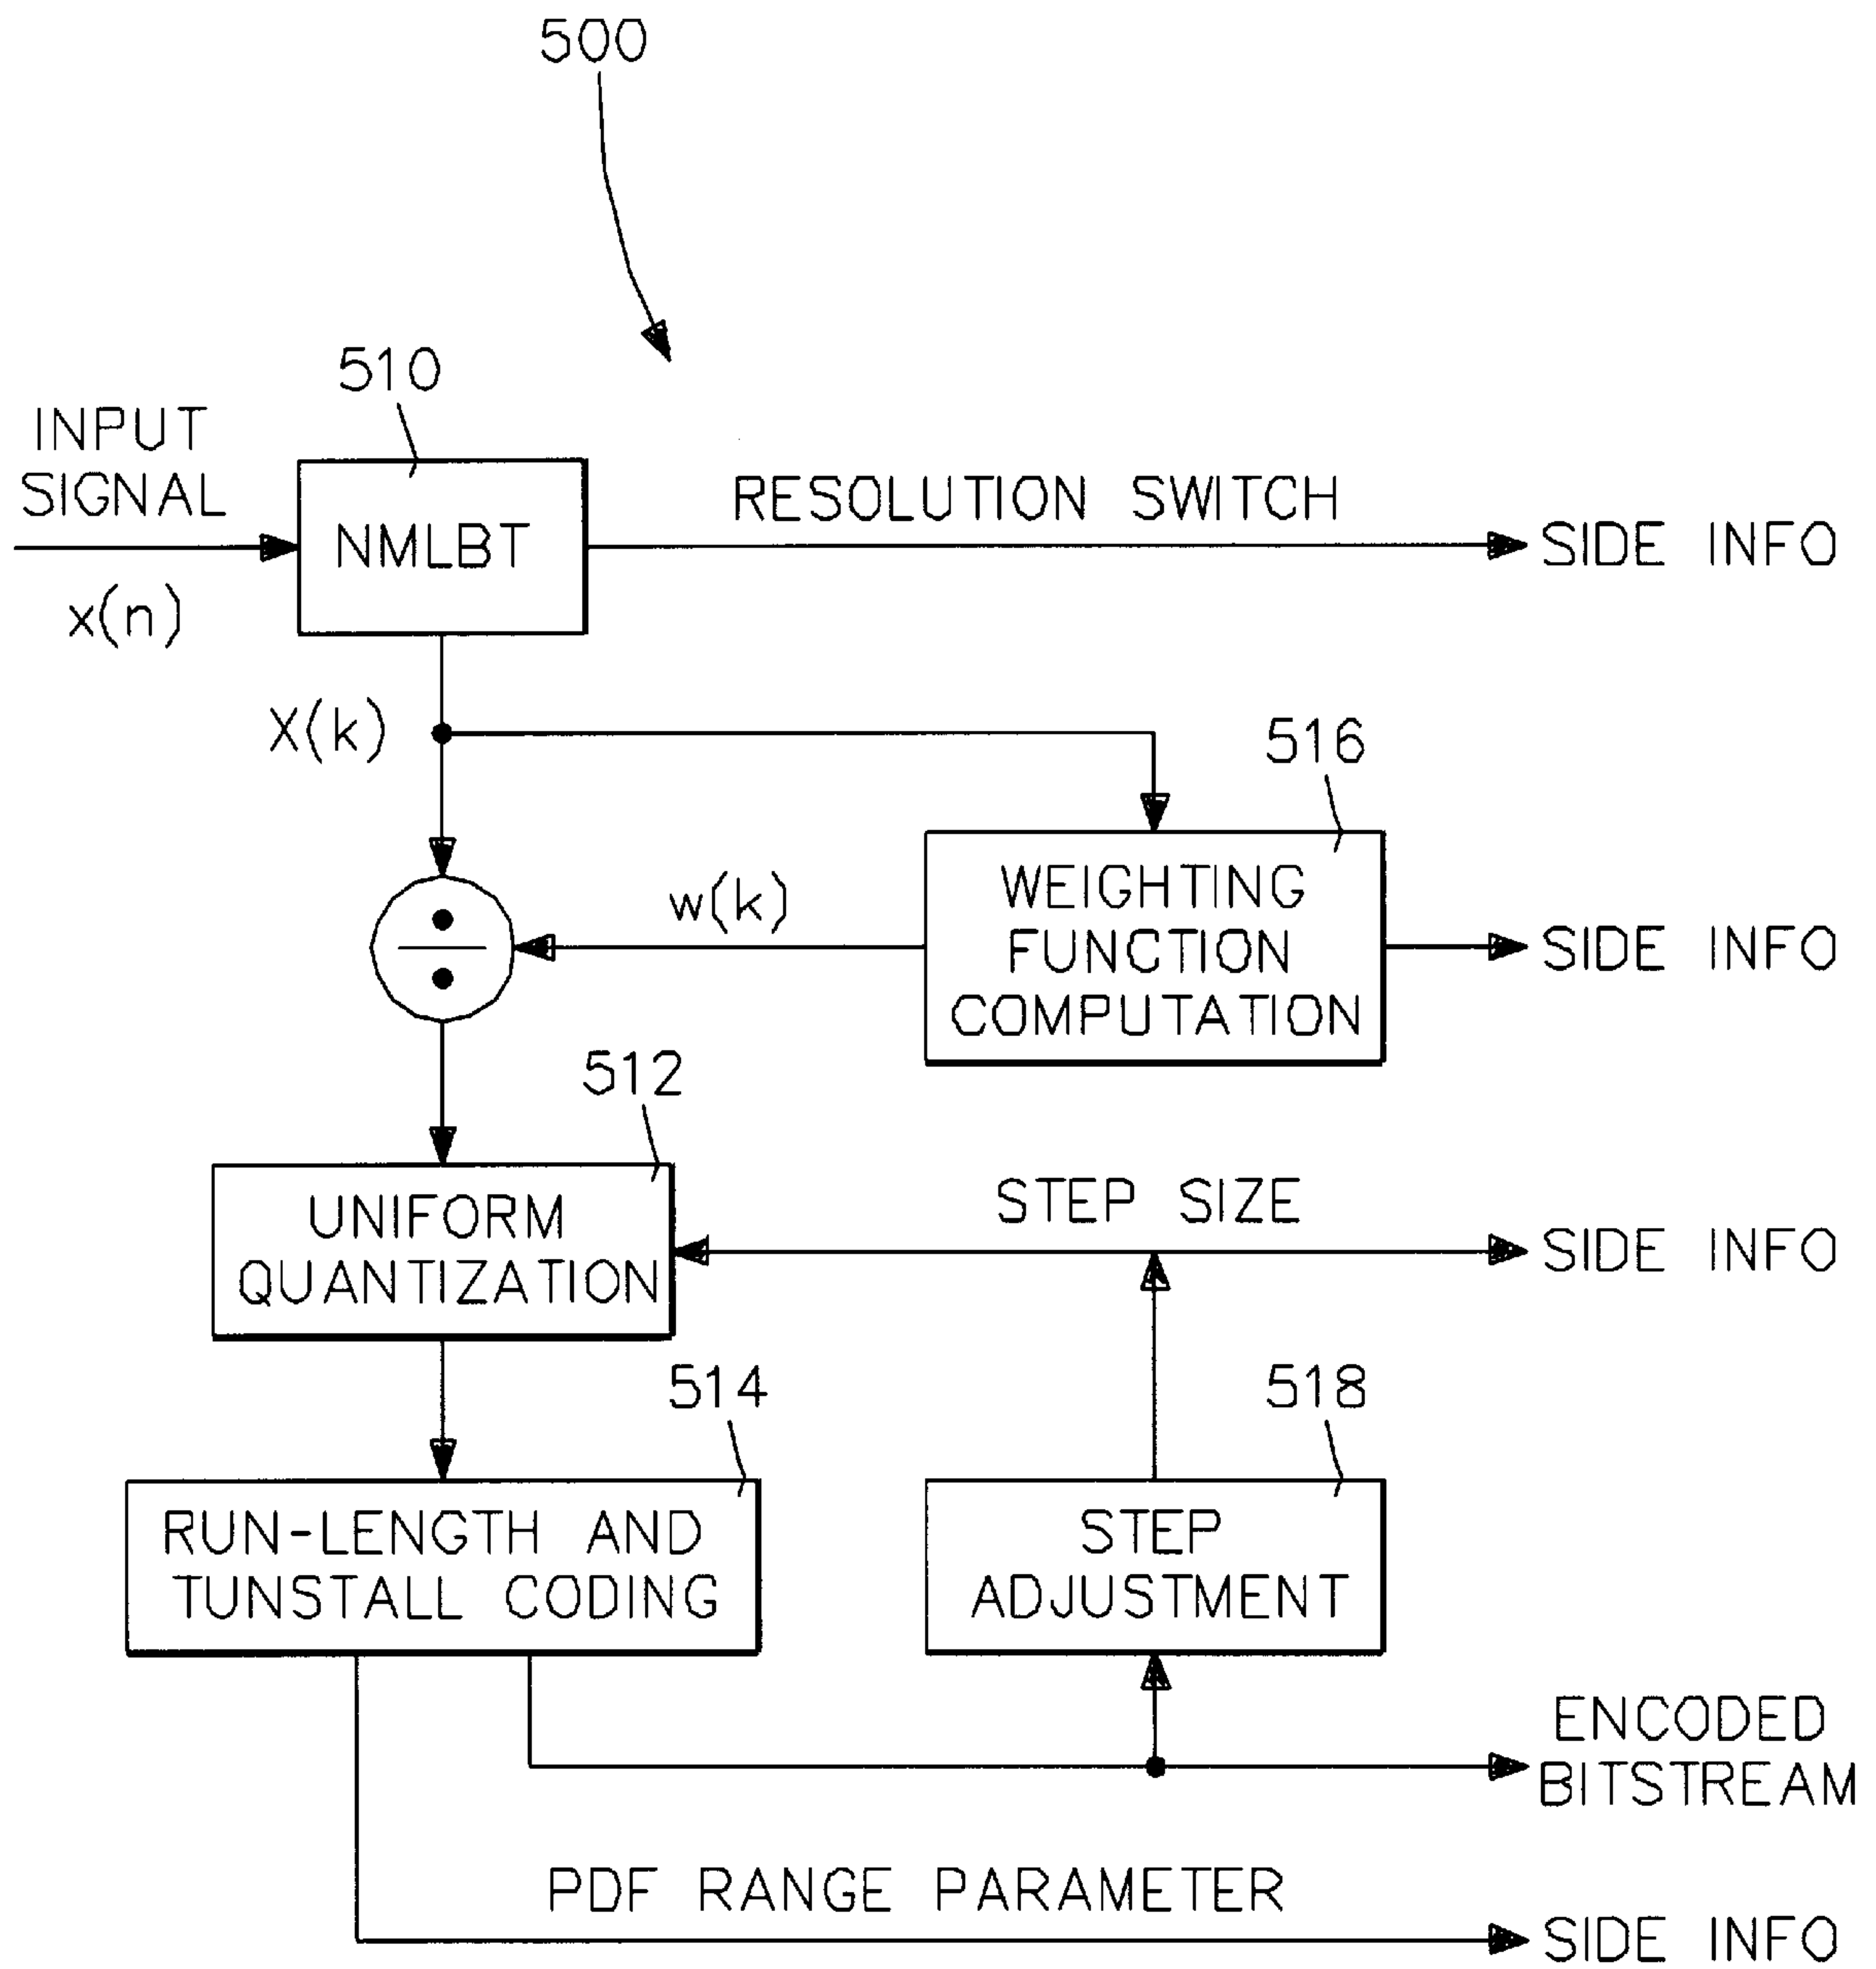 500
510
INPUT
SIGNAL
x(n)
NMLBT
RESOLUTION SWITCH
SIDE INFO
X(k)
516
w(k)
WEIGHTING
FUNCTION
COMPUTATION
SIDE INFO
÷
512
UNIFORM
QUANTIZATION
STEP SIZE
SIDE INFO
514
518
RUN-LENGTH AND
TUNSTALL CODING
STEP
ADJUSTMENT
ENCODED
BITSTREAM
PDF RANGE PARAMETER
SIDE INFO